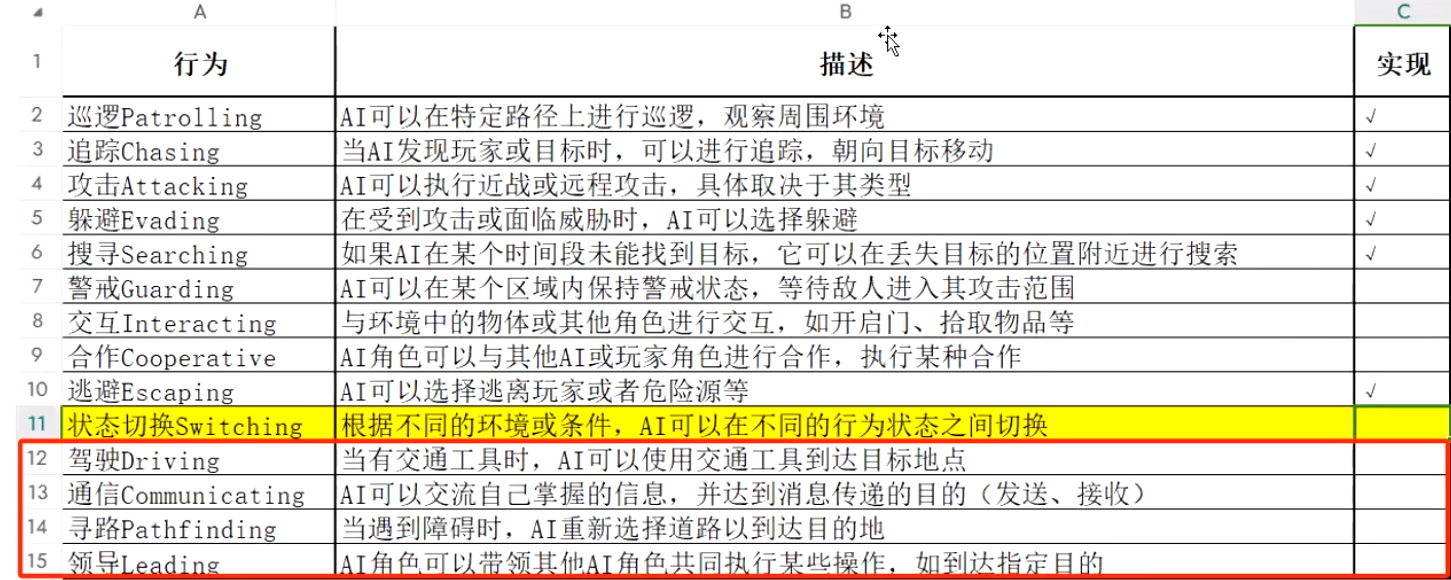 A B C
1 行为 描述 实现
2 巡逻Patrolling AI可以在特定路径上进行巡逻，观察周围环境 √
3 追踪Chasing 当AI发现玩家或目标时，可以进行追踪，朝向目标移动 √
4 攻击Attacking AI可以执行近战或远程攻击，具体取决于其类型 √
5 躲避Evading 在受到攻击或面临威胁时，AI可以选择躲避 √
6 搜寻Searching 如果AI在某个时间段未能找到目标，它可以在丢失目标的位置附近进行搜索 √
7 警戒Guarding AI可以在某个区域内保持警戒状态，等待敌人进入其攻击范围
8 交互Interacting 与环境中的物体或其他角色进行交互，如开启门、拾取物品等
9 合作Cooperative AI角色可以与其他AI或玩家角色进行合作，执行某种合作
10 逃避Escaping AI可以选择逃离玩家或者危险源等 √
11 状态切换Switching 根据不同的环境或条件，AI可以在不同的行为状态之间切换
12 驾驶Driving 当有交通工具时，AI可以使用交通工具到达目标地点
13 通信Communicating AI可以交流自己掌握的信息，并达到消息传递的目的（发送、接收）
14 寻路Pathfinding 当遇到障碍时，AI重新选择道路以到达目的地
15 领导Leading AI角色可以带领其他AI角色共同执行某些操作，如到达指定目的